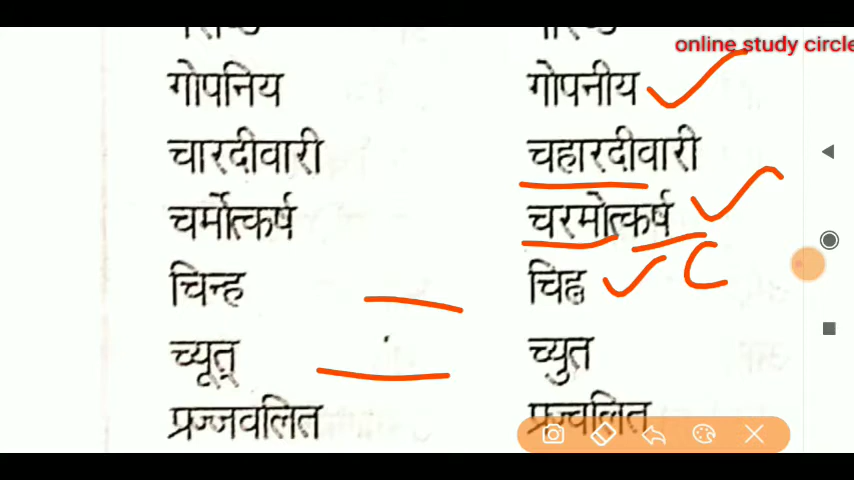 online study circle
गोपनिय गोपनीय
चारदीवारी चहारदीवारी
चर्मोत्कर्ष चरमोत्कर्ष
चिन्ह चिह्न
च्यूत् च्युत
प्रज्जवलित प्रज्वलित